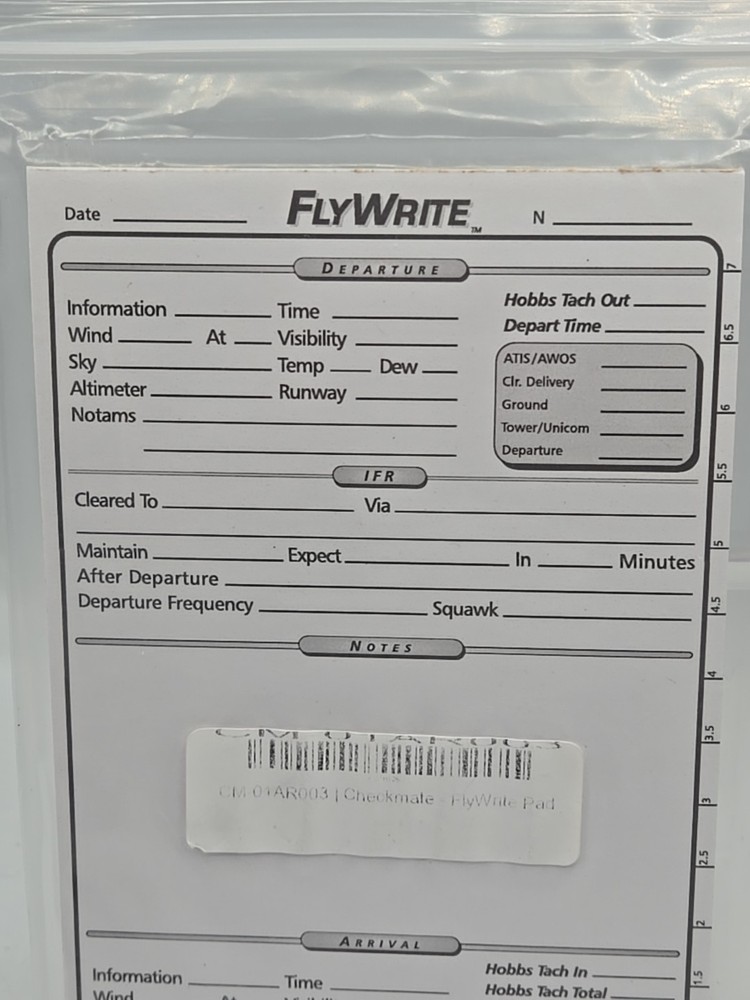 Date FLYWRITE™ N
DEPARTURE
Information Time Hobbs Tach Out
Wind At Visibility Depart Time
Sky Temp Dew
Altimeter Runway
Notams
ATIS/AWOS
Clr. Delivery
Ground
Tower/Unicom
Departure
IFR
Cleared To Via
Maintain Expect In Minutes
After Departure
Departure Frequency Squawk
NOTES
CM-01AR003 | Checkmate - FlyWrite Pad
ARRIVAL
Information Time Hobbs Tach In
Wind At Hobbs Tach Total
7
6.5
6
5.5
5
4.5
4
3.5
3
2.5
2
1.5